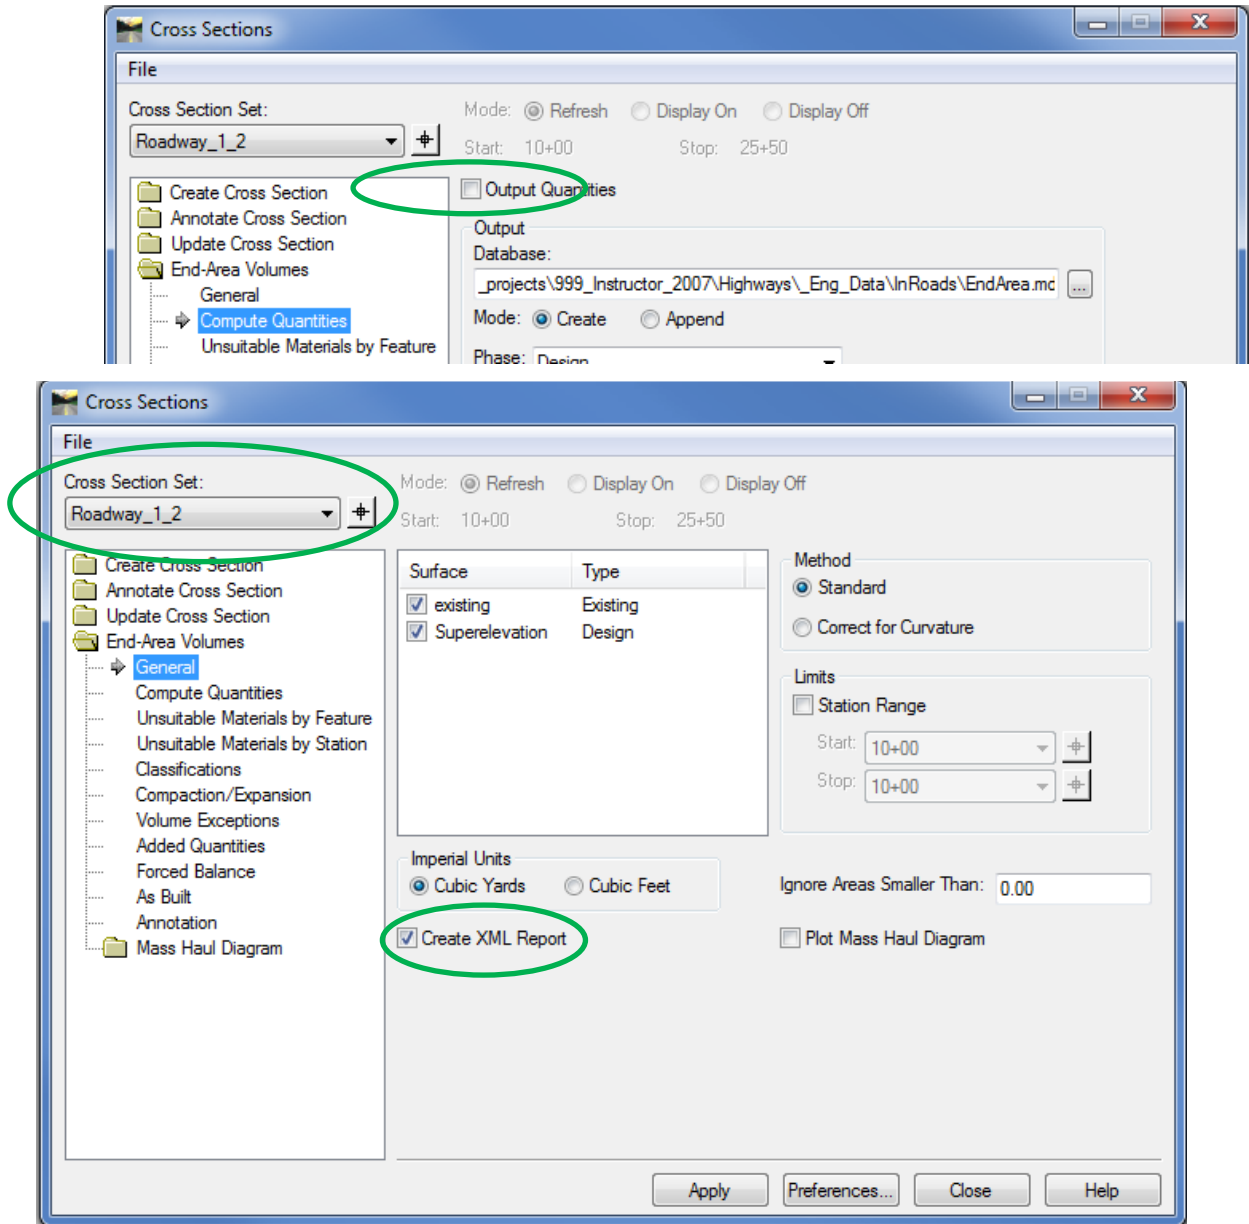 Cross Sections
File
Cross Section Set:
Mode: Refresh Display On Display Off
Roadway_1_2
Start: 10+00 Stop: 25+50
Create Cross Section
Annotate Cross Section
Update Cross Section
End-Area Volumes
General
Compute Quantities
Unsuitable Materials by Feature
Output Quantities
Output
Database:
_projects\999_Instructor_2007\Highways\_Eng_Data\InRoads\EndArea.md
...
Mode: Create Append
Phase: Design
Cross Sections
File
Cross Section Set:
Mode: Refresh Display On Display Off
Roadway_1_2
Start: 10+00 Stop: 25+50
Create Cross Section
Annotate Cross Section
Update Cross Section
End-Area Volumes
General
Compute Quantities
Unsuitable Materials by Feature
Unsuitable Materials by Station
Classifications
Compaction/Expansion
Volume Exceptions
Added Quantities
Forced Balance
As Built
Annotation
Mass Haul Diagram
Surface Type
existing Existing
Superelevation Design
Method
Standard
Correct for Curvature
Limits
Station Range
Start: 10+00
Stop: 10+00
Imperial Units
Cubic Yards Cubic Feet
Ignore Areas Smaller Than: 0.00
Create XML Report
Plot Mass Haul Diagram
Apply Preferences... Close Help